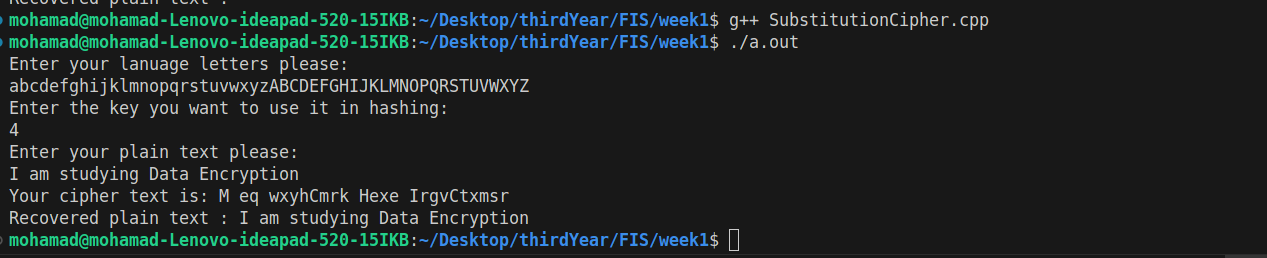 Recovered plain text :
mohamad@mohamad-Lenovo-ideapad-520-15IKB:~/Desktop/thirdYear/FIS/week1$ g++ SubstitutionCipher.cpp
mohamad@mohamad-Lenovo-ideapad-520-15IKB:~/Desktop/thirdYear/FIS/week1$ ./a.out
Enter your lanuage letters please:
abcdefghijklmnopqrstuvwxyzABCDEFGHIJKLMNOPQRSTUVWXYZ
Enter the key you want to use it in hashing:
4
Enter your plain text please:
I am studying Data Encryption
Your cipher text is: M eq wxyhCmrk Hexe IrgvCtxmsr
Recovered plain text : I am studying Data Encryption
mohamad@mohamad-Lenovo-ideapad-520-15IKB:~/Desktop/thirdYear/FIS/week1$